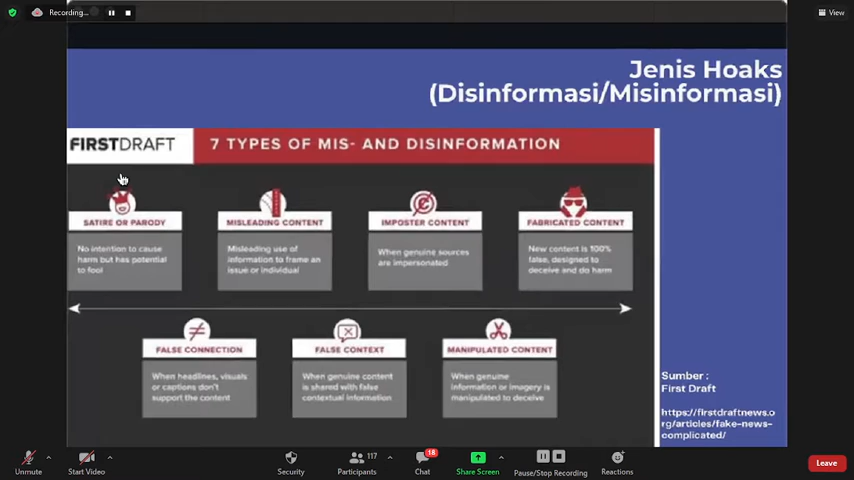 Recording...
View
Jenis Hoaks
(Disinformasi/Misinformasi)
FIRSTDRAFT
7 TYPES OF MIS- AND DISINFORMATION
SATIRE OR PARODY
No intention to cause
harm but has potential
to fool
MISLEADING CONTENT
Misleading use of
information to frame an
issue or individual
IMPOSTER CONTENT
When genuine sources
are impersonated
FABRICATED CONTENT
New content is 100%
false, designed to
deceive and do harm
FALSE CONNECTION
When headlines, visuals
or captions don't
support the content
FALSE CONTEXT
When genuine content
is shared with false
contextual information
MANIPULATED CONTENT
When genuine
information or imagery is
manipulated to deceive
Sumber :
First Draft
https://firstdraftnews.o
rg/articles/fake-news-
complicated/
Unmute
Start Video
Security
117
Participants
18
Chat
Share Screen
Pause/Stop Recording
Reactions
Leave